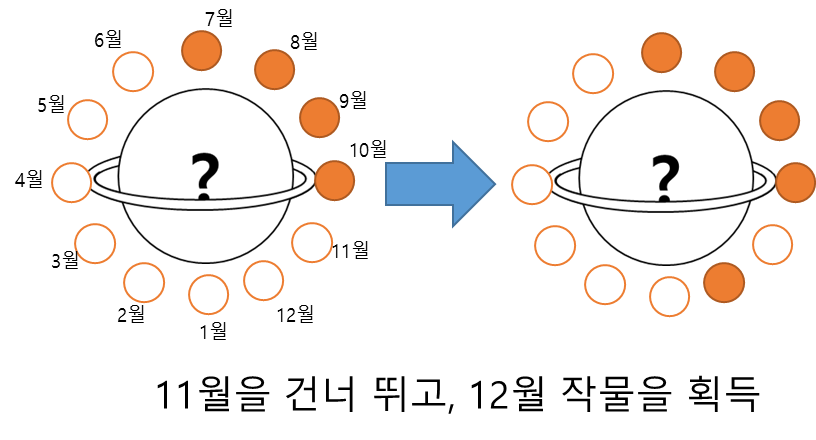 7월
6월
8월
5월
9월
?
10월
4월
?
3월
11월
2월
1월
12월
11월을 건너 뛰고, 12월 작물을 획득